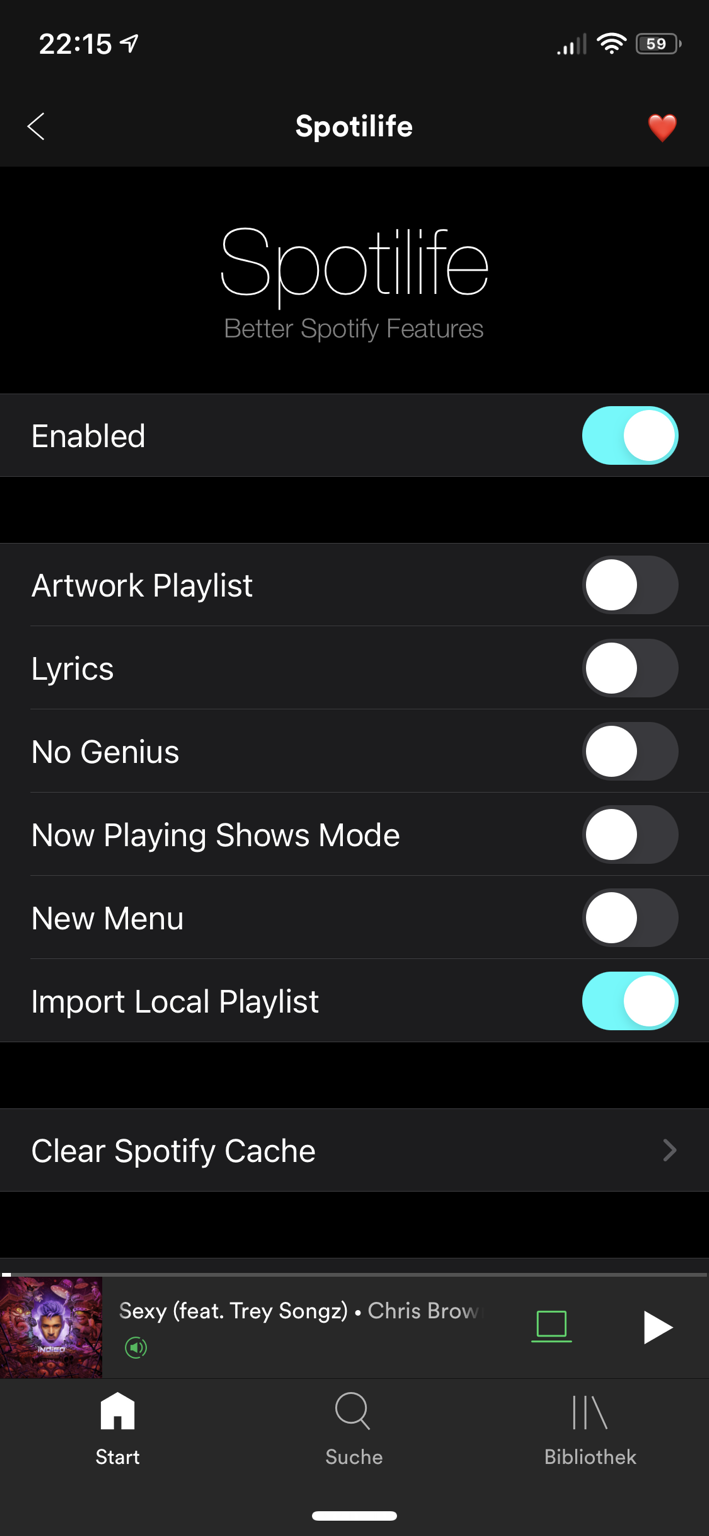 22:15
59
Spotilife
Spotilife
Better Spotify Features
Enabled
Artwork Playlist
Lyrics
No Genius
Now Playing Shows Mode
New Menu
Import Local Playlist
Clear Spotify Cache
INDIGO
Sexy (feat. Trey Songz) • Chris Brow
Start
Suche
Bibliothek